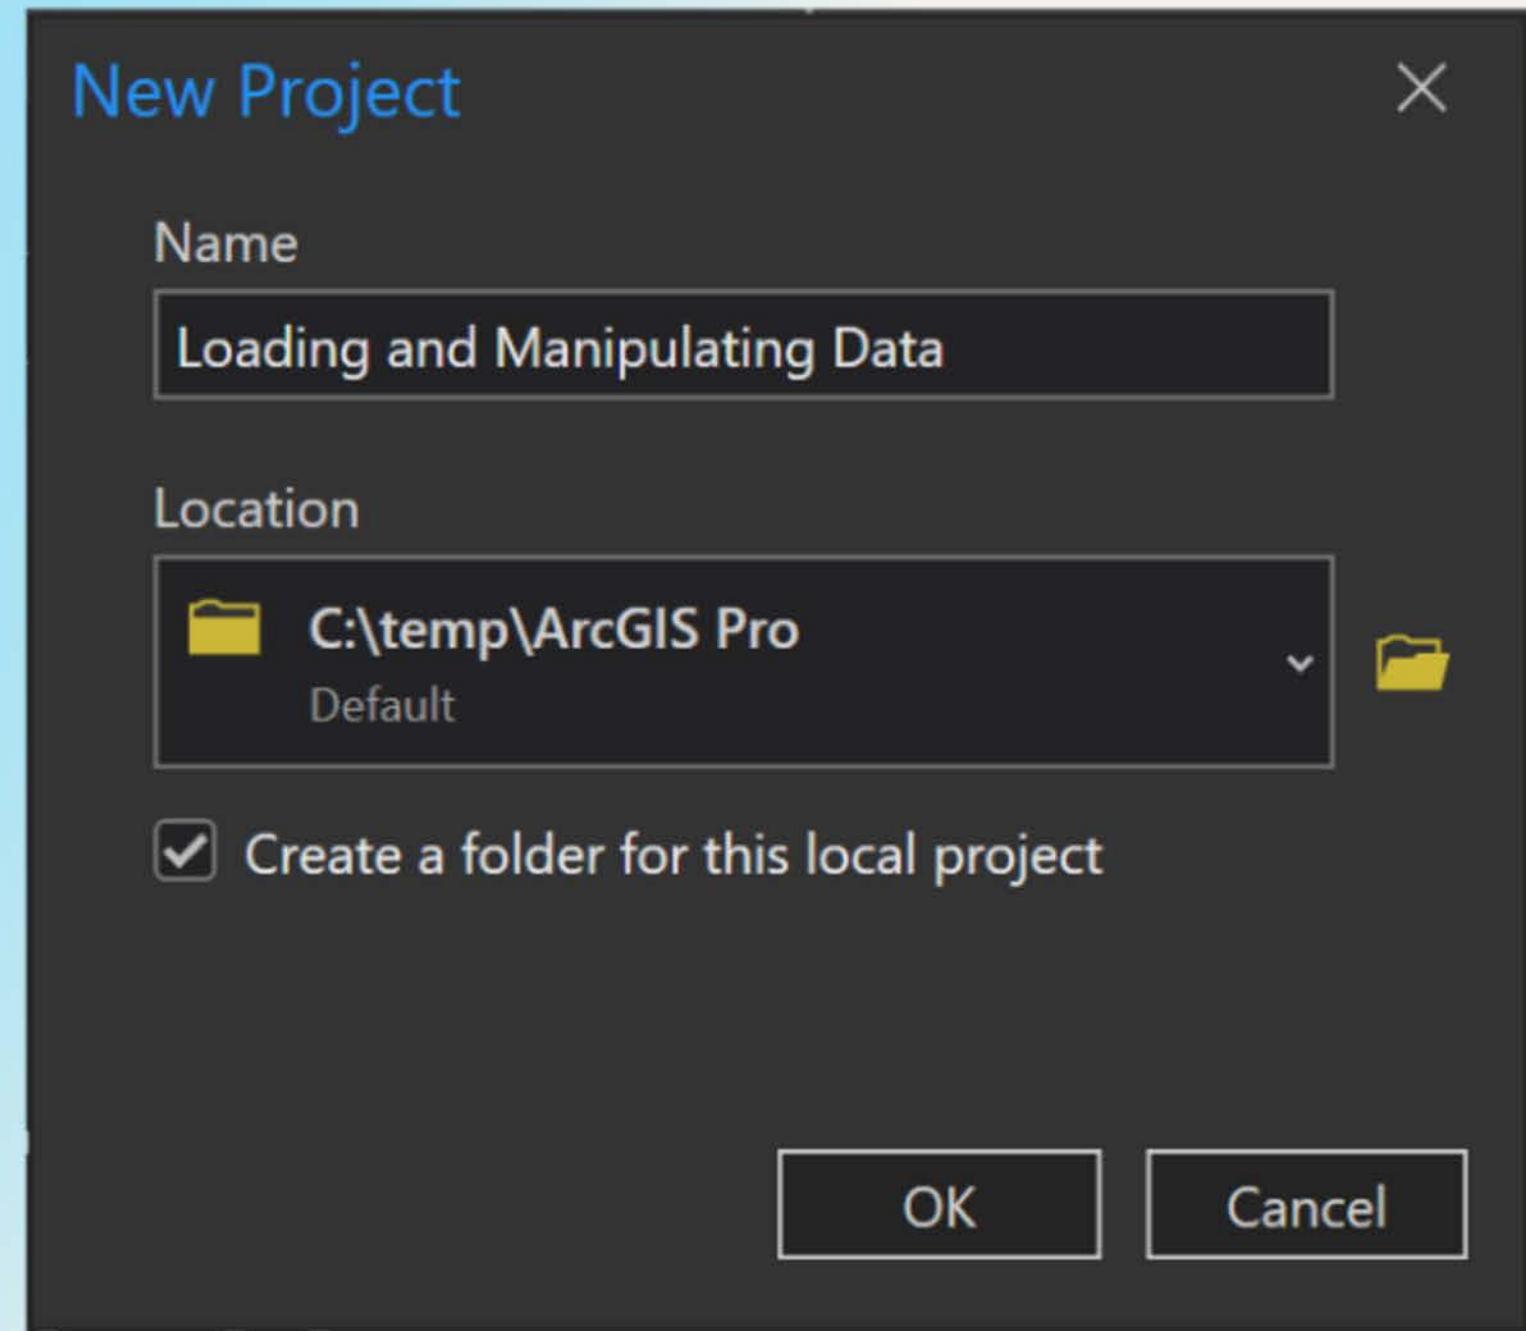 New Project
Name
Loading and Manipulating Data
Location
C:\temp\ArcGIS Pro
Default
Create a folder for this local project
OK
Cancel